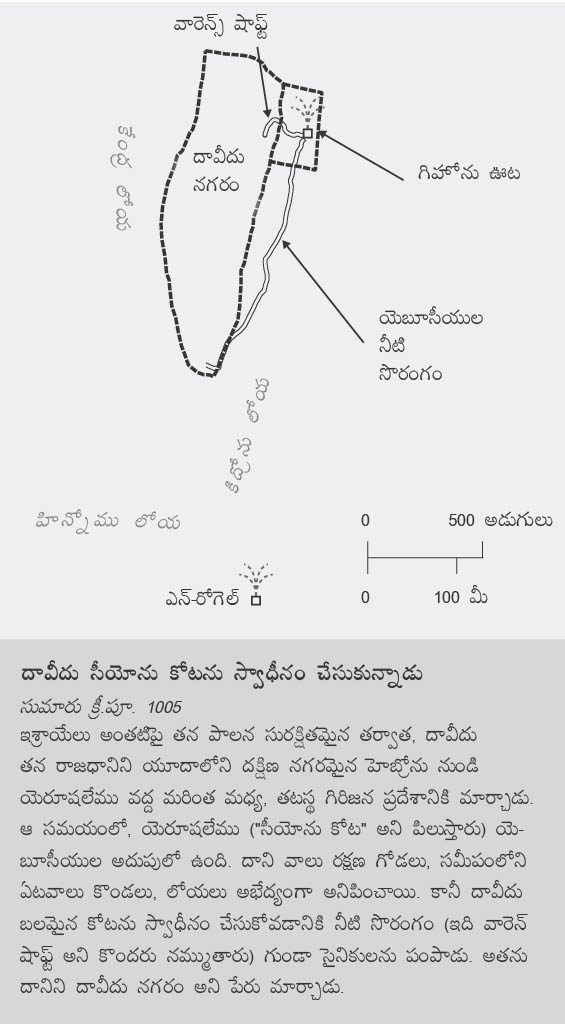 వారెన్స్ షాఫ్ట్
దావీదు
నగరం
గిహోను ఊట
యెబూసీయుల
నీటి
సొరంగం
కిద్రోను లోయ
హిన్నోము లోయ
0 500 అడుగులు
0 100 మీ
ఎన్-రోగెల్
దావీదు సీయోను కోటను స్వాధీనం చేసుకున్నాడు
సుమారు క్రీ.పూ. 1005
ఇశ్రాయేలు అంతటిపై తన పాలన సురక్షితమైన తర్వాత, దావీదు
తన రాజధానిని యూదాలోని దక్షిణ నగరమైన హెబ్రోను నుండి
యెరూషలేము వద్ద మరింత మధ్య, తటస్థ గిరిజన ప్రదేశానికి మార్చాడు.
ఆ సమయంలో, యెరూషలేము ("సీయోను కోట" అని పిలుస్తారు) యె-
బూసీయుల అదుపులో ఉంది. దాని వాలు రక్షణ గోడలు, సమీపంలోని
ఏటవాలు కొండలు, లోయలు అభేద్యంగా అనిపించాయి. కానీ దావీదు
బలమైన కోటను స్వాధీనం చేసుకోవడానికి నీటి సొరంగం (ఇది వారెన్
షాఫ్ట్ అని కొందరు నమ్ముతారు) గుండా సైనికులను పంపాడు. అతను
దానిని దావీదు నగరం అని పేరు మార్చాడు.